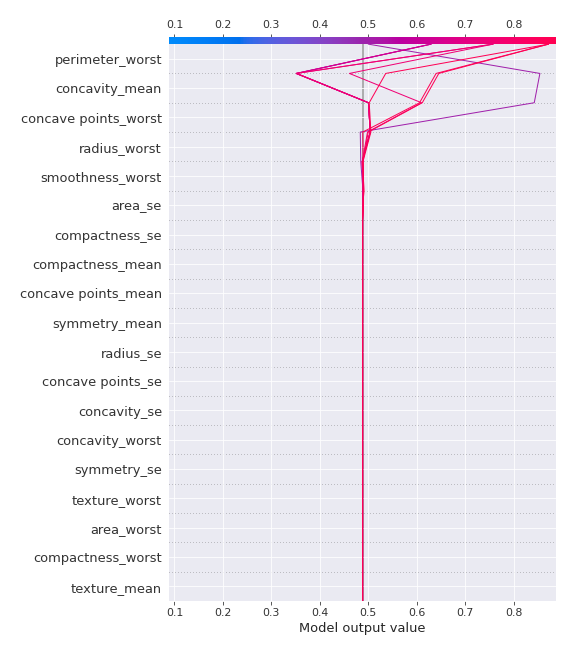 0.1 0.2 0.3 0.4 0.5 0.6 0.7 0.8
perimeter_worst
concavity_mean
concave points_worst
radius_worst
smoothness_worst
area_se
compactness_se
compactness_mean
concave points_mean
symmetry_mean
radius_se
concave points_se
concavity_se
concavity_worst
symmetry_se
texture_worst
area_worst
compactness_worst
texture_mean
0.1 0.2 0.3 0.4 0.5 0.6 0.7 0.8
Model output value